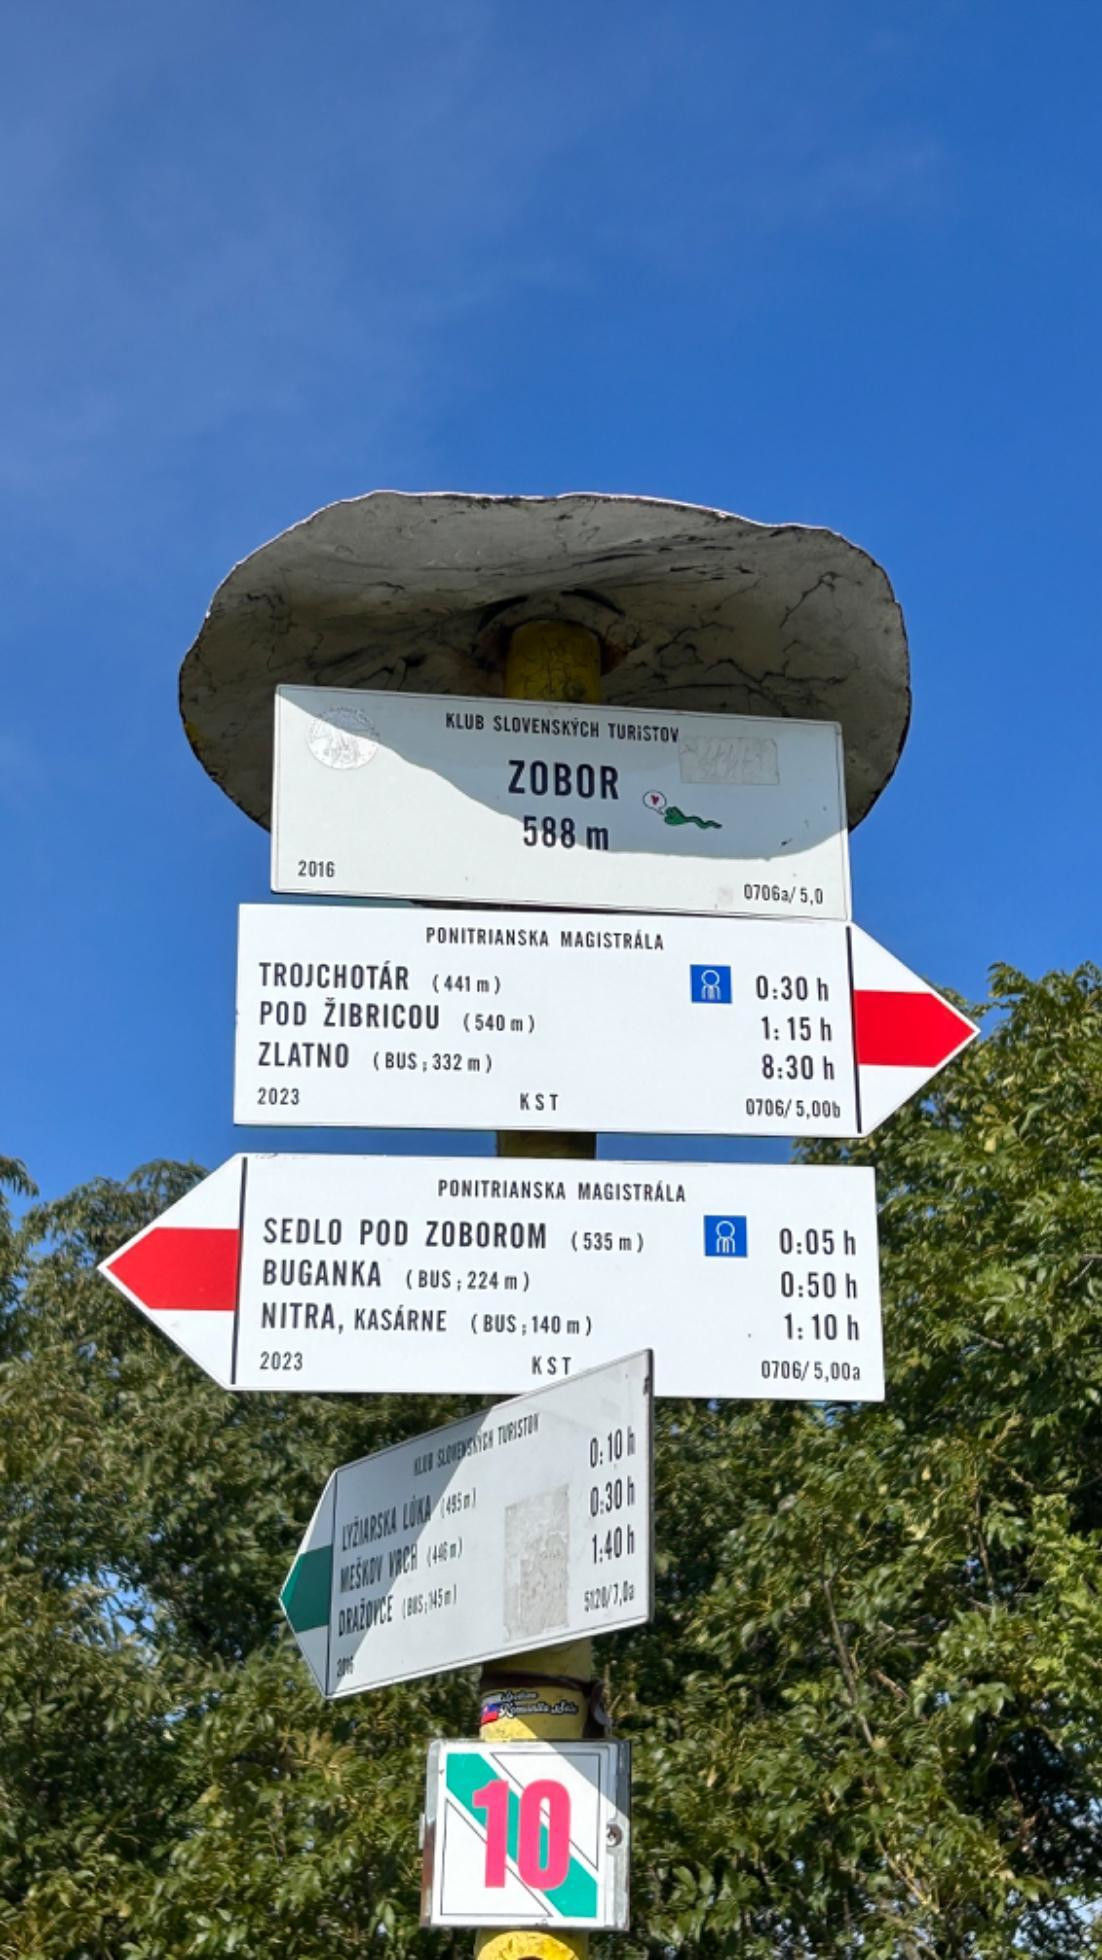 KLUB SLOVENSKÝCH TURISTOV
ZOBOR
588 m
2016 0706a/5,0
PONITRIANSKA MAGISTRÁLA
TROJCHOTÁR (441 m) 0:30 h
POD ŽIBRICOU (540 m) 1:15 h
ZLATNO (BUS; 332 m) 8:30 h
2023 KST 0706/5,00b
PONITRIANSKA MAGISTRÁLA
SEDLO POD ZOBOROM (535 m) 0:05 h
BUGANKA (BUS; 224 m) 0:50 h
NITRA, KASÁRNE (BUS; 140 m) 1:10 h
2023 KST 0706/5,00a
KLUB SLOVENSKÝCH TURISTOV
LYŽIARSKA LÚKA (495 m) 0:10 h
MEŠKOV VRCH (446 m) 0:30 h
DRAŽOVCE (BUS; 145 m) 1:40 h
2016 5120/7,0a
10